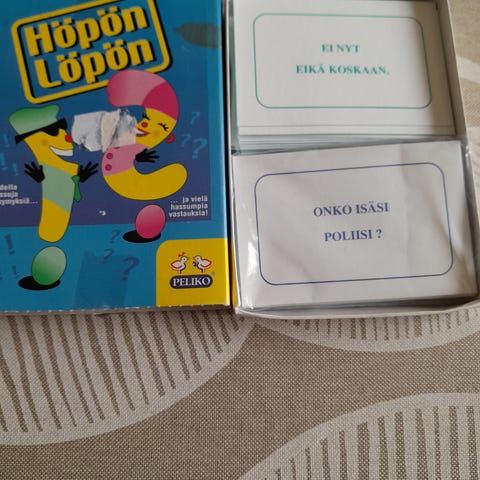 Höpön
Löpön
... ja vielä
hassumpia
vastauksia!
PELIKO
EI NYT
EIKÄ KOSKAAN.
ONKO ISÄSI
POLIISI ?